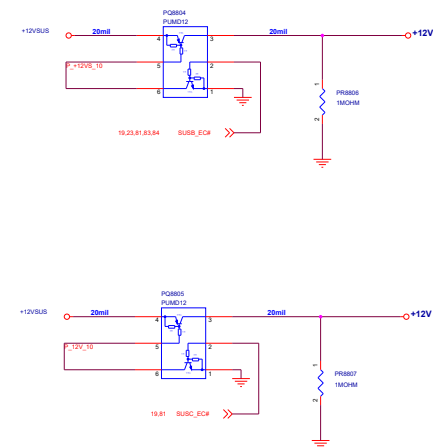 PQ8804
PUMD12
+12VSUS
20mil
4
3
20mil
+12V
P_+12VS_10
5
2
6
1
1
PR8806
1MOHM
2
19,23,81,83,84
SUSB_EC#
PQ8805
PUMD12
+12VSUS
20mil
4
3
20mil
+12V
P_12V_10
5
2
6
1
1
PR8807
1MOHM
2
19,81
SUSC_EC#